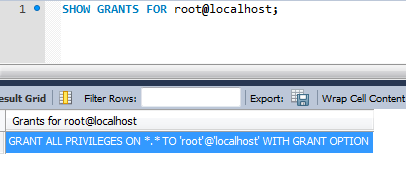 1 SHOW GRANTS FOR root@localhost;
esult Grid Filter Rows: Export: Wrap Cell Content
Grants for root@localhost
GRANT ALL PRIVILEGES ON *.* TO 'root'@'localhost' WITH GRANT OPTION